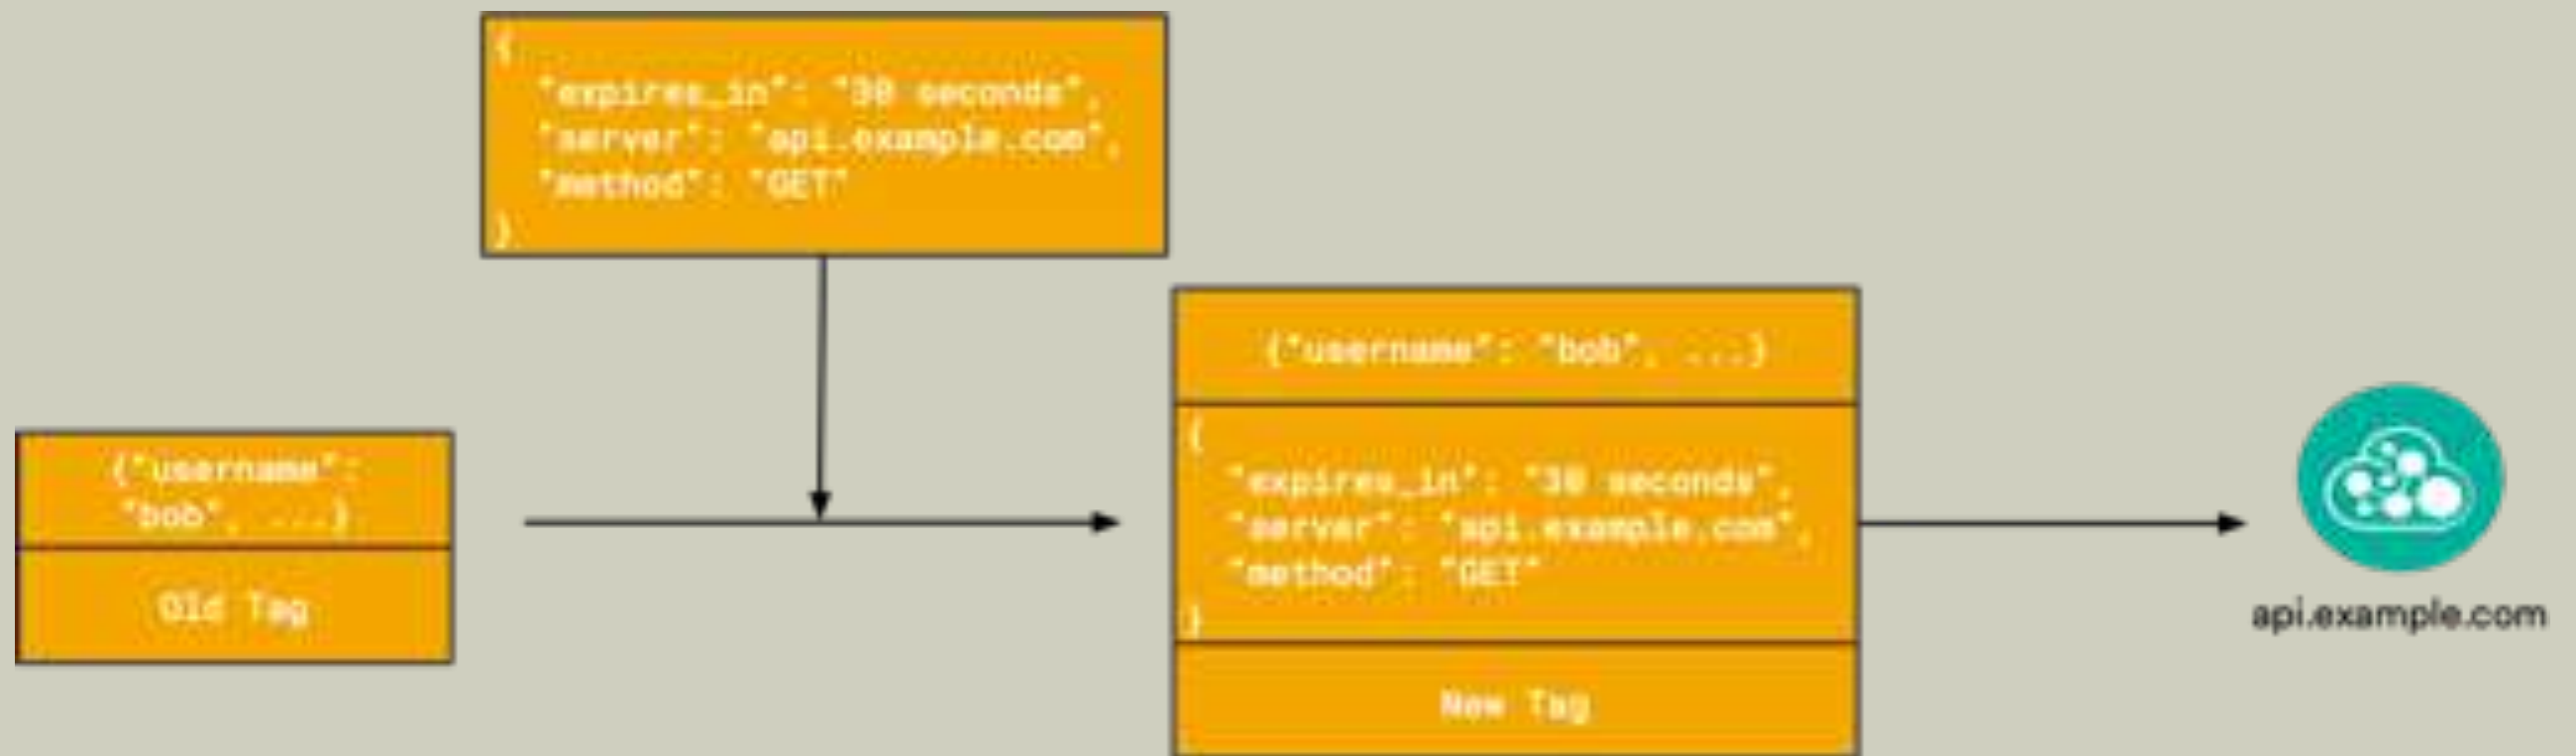 {
"expires_in": "30 seconds",
"server": "api.example.com",
"method": "GET"
}
{"username":
"bob", ...}
Old Tag
{"username": "bob", ...}
{
"expires_in": "30 seconds",
"server": "api.example.com",
"method": "GET"
}
New Tag
api.example.com